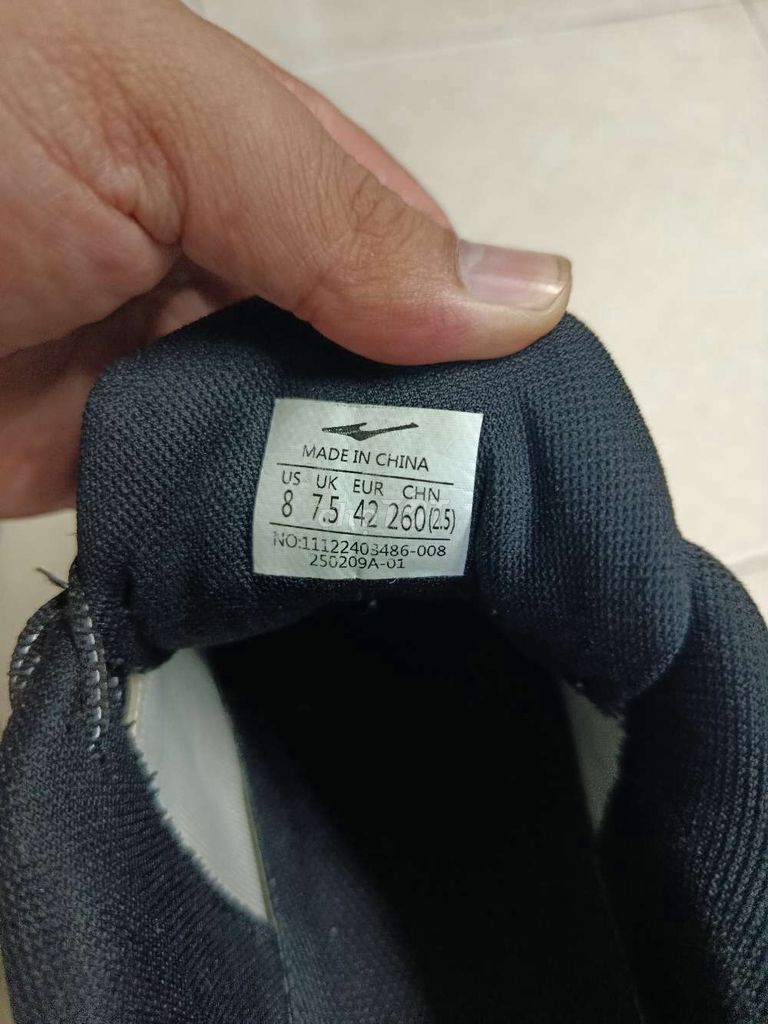 MADE IN CHINA
US UK EUR CHN
8 7.5 42 260(2.5)
NO:11122403486-008
250209A-01